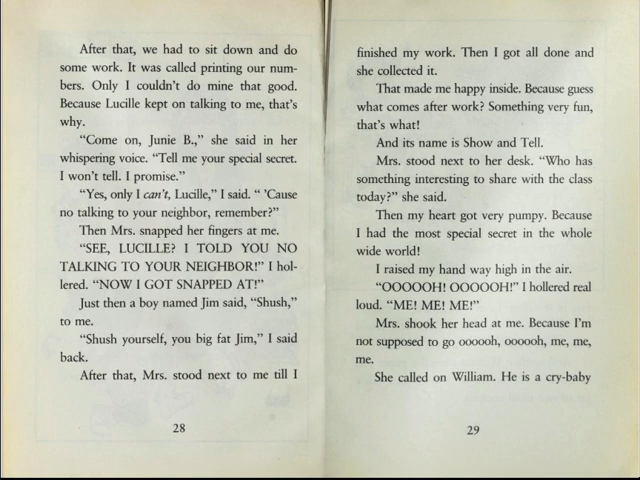 After that, we had to sit down and do
some work. It was called printing our num-
bers. Only I couldn't do mine that good.
Because Lucille kept on talking to me, that's
why.
“Come on, Junie B.,” she said in her
whispering voice. “Tell me your special secret.
I won't tell. I promise.”
“Yes, only I can't, Lucille,” I said. “ 'Cause
no talking to your neighbor, remember?”
Then Mrs. snapped her fingers at me.
“SEE, LUCILLE? I TOLD YOU NO
TALKING TO YOUR NEIGHBOR!” I hol-
lered. “NOW I GOT SNAPPED AT!”
Just then a boy named Jim said, “Shush,”
to me.
“Shush yourself, you big fat Jim,” I said
back.
After that, Mrs. stood next to me till I
28
finished my work. Then I got all done and
she collected it.
That made me happy inside. Because guess
what comes after work? Something very fun,
that's what!
And its name is Show and Tell.
Mrs. stood next to her desk. “Who has
something interesting to share with the class
today?” she said.
Then my heart got very pumpy. Because
I had the most special secret in the whole
wide world!
I raised my hand way high in the air.
“OOOOOH! OOOOOH!” I hollered real
loud. “ME! ME! ME!”
Mrs. shook her head at me. Because I'm
not supposed to go oooooh, oooooh, me, me,
me.
She called on William. He is a cry-baby
29